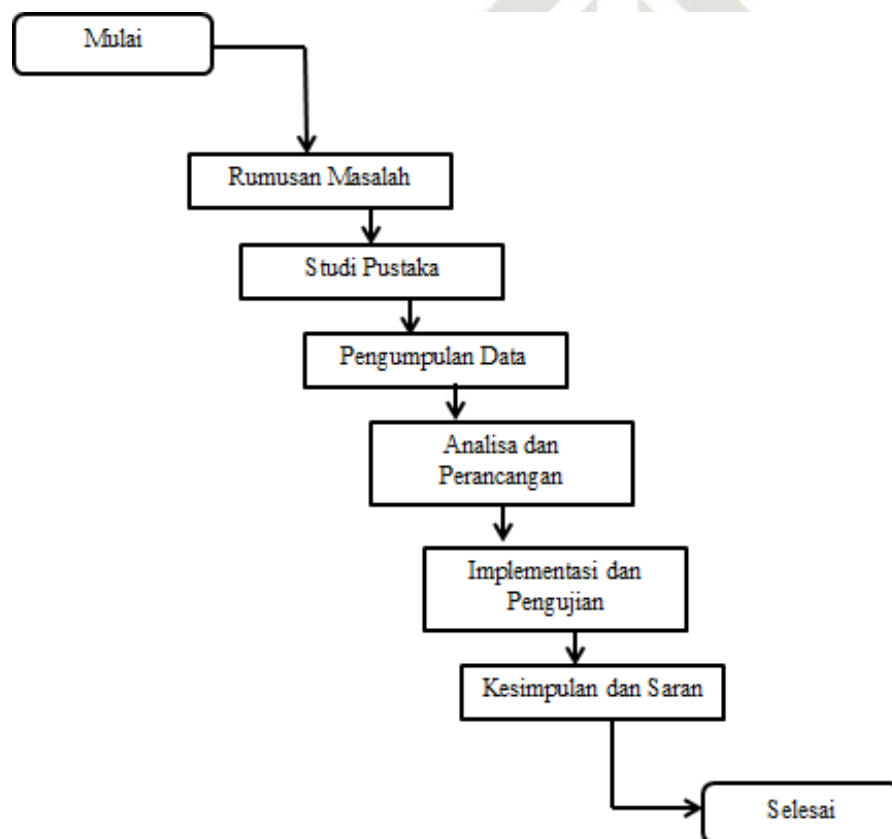 Mulai
Rumusan Masalah
Studi Pustaka
Pengumpulan Data
Analisa dan
Perancangan
Implementasi dan
Pengujian
Kesimpulan dan Saran
Selesai